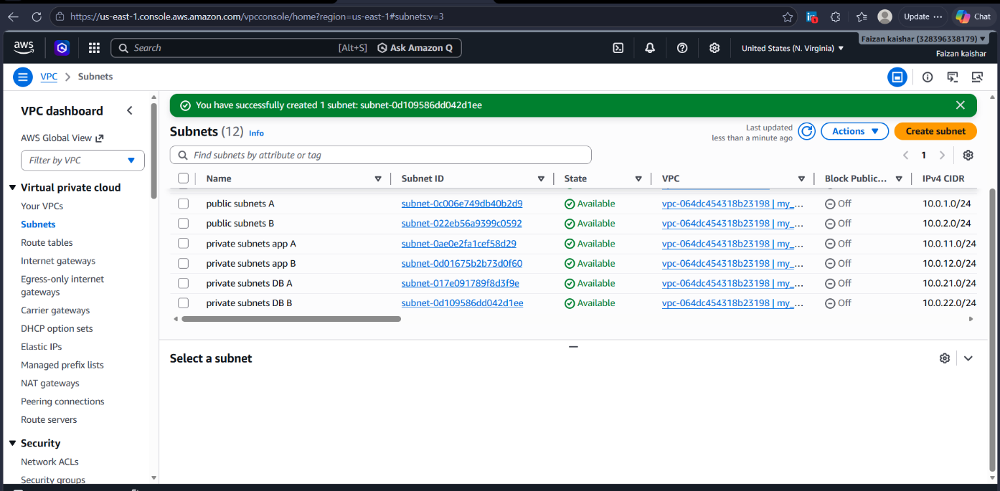 https://us-east-1.console.aws.amazon.com/vpcconsole/home?region=us-east-1#subnets:v=3
Update
Chat
aws
Search
[Alt+S]
Ask Amazon Q
United States (N. Virginia)
Faizan kaishar (328396338179)
Faizan kaishar
VPC
Subnets
VPC dashboard
AWS Global View
Filter by VPC
Virtual private cloud
Your VPCs
Subnets
Route tables
Internet gateways
Egress-only internet
gateways
Carrier gateways
DHCP option sets
Elastic IPs
Managed prefix lists
NAT gateways
Peering connections
Route servers
Security
Network ACLs
Security groups
You have successfully created 1 subnet: subnet-0d109586dd042d1ee
Subnets (12) Info
Last updated
less than a minute ago
Actions
Create subnet
Find subnets by attribute or tag
1
Name Subnet ID State VPC Block Public... IPv4 CIDR
public subnets A subnet-0c006e749db40b2d9 Available vpc-064dc454318b23198 | my_... Off 10.0.1.0/24
public subnets B subnet-022eb56a9399c0592 Available vpc-064dc454318b23198 | my_... Off 10.0.2.0/24
private subnets app A subnet-0ae0e2fa1cef58d29 Available vpc-064dc454318b23198 | my_... Off 10.0.11.0/24
private subnets app B subnet-0d01675b2b73d0f60 Available vpc-064dc454318b23198 | my_... Off 10.0.12.0/24
private subnets DB A subnet-017e091789f8d3f9e Available vpc-064dc454318b23198 | my_... Off 10.0.21.0/24
private subnets DB B subnet-0d109586dd042d1ee Available vpc-064dc454318b23198 | my_... Off 10.0.22.0/24
Select a subnet